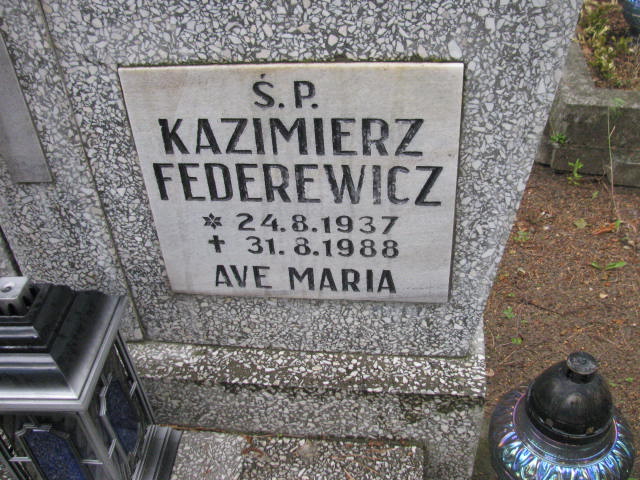 Ś.P.
KAZIMIERZ
FEDEREWICZ
* 24.8.1937
✝ 31.8.1988
AVE MARIA